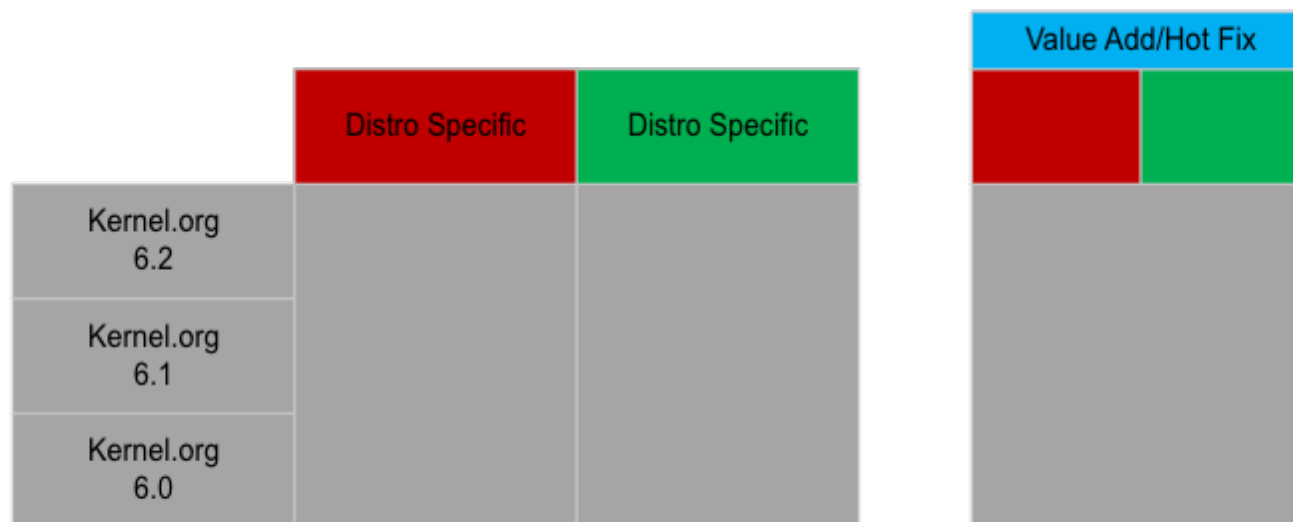 Value Add/Hot Fix
Distro Specific
Distro Specific
Kernel.org
6.2
Kernel.org
6.1
Kernel.org
6.0